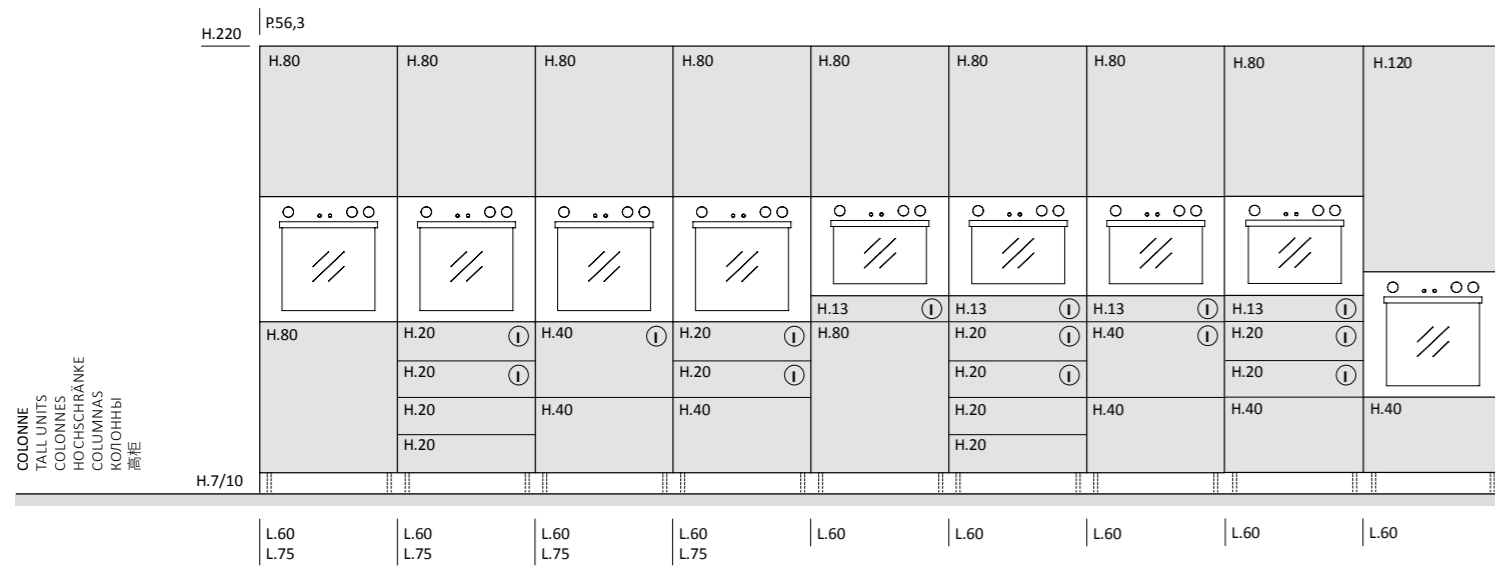 P.56,3
H.220
H.80 H.80 H.80 H.80 H.80 H.80 H.80 H.80 H.120
H.13 H.13 H.13 H.13
H.80 H.20 H.40 H.20 H.80 H.20 H.40 H.20
H.20 H.20 H.20 H.20
H.20 H.40 H.40 H.20 H.40 H.40 H.40
H.20 H.20
H.7/10
COLONNE
TALL UNITS
COLONNES
HOCHSCHRÄNKE
COLUMNAS
КОЛОННЫ
高柜
L.60 L.60 L.60 L.60 L.60 L.60 L.60 L.60 L.60
L.75 L.75 L.75 L.75